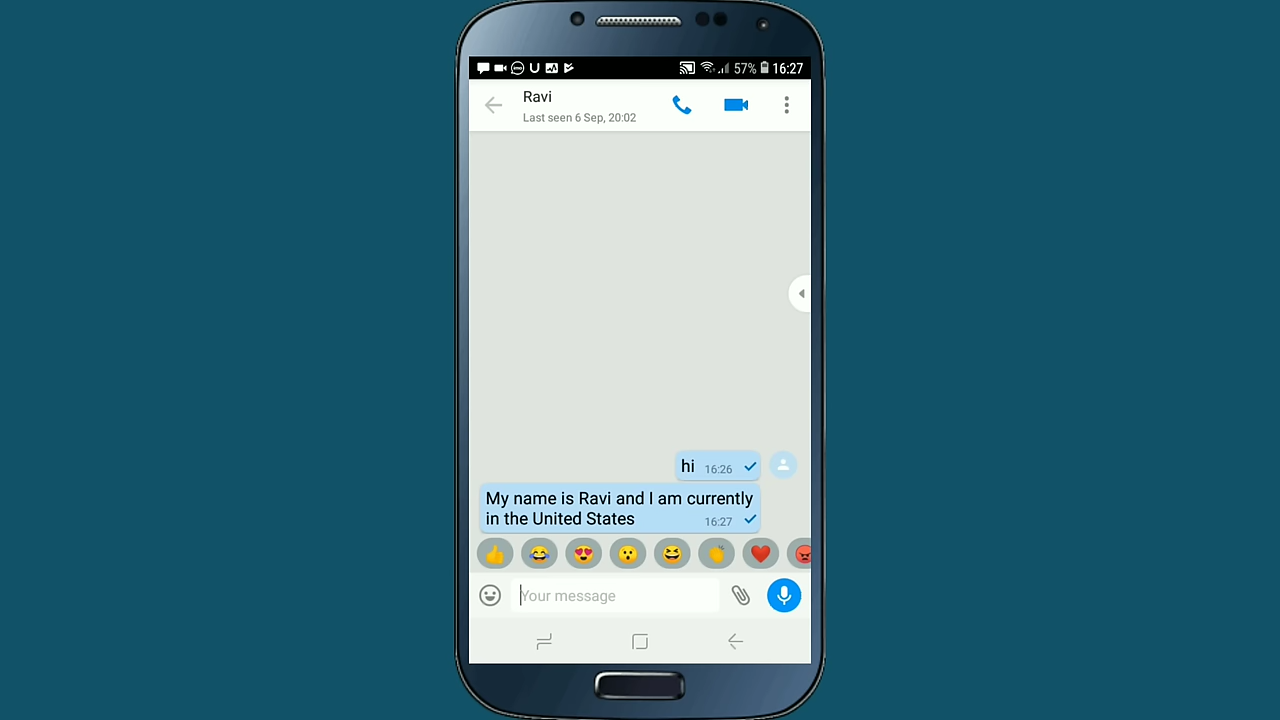 57% 16:27
Ravi
Last seen 6 Sep, 20:02
hi 16:26
My name is Ravi and I am currently
in the United States 16:27
Your message